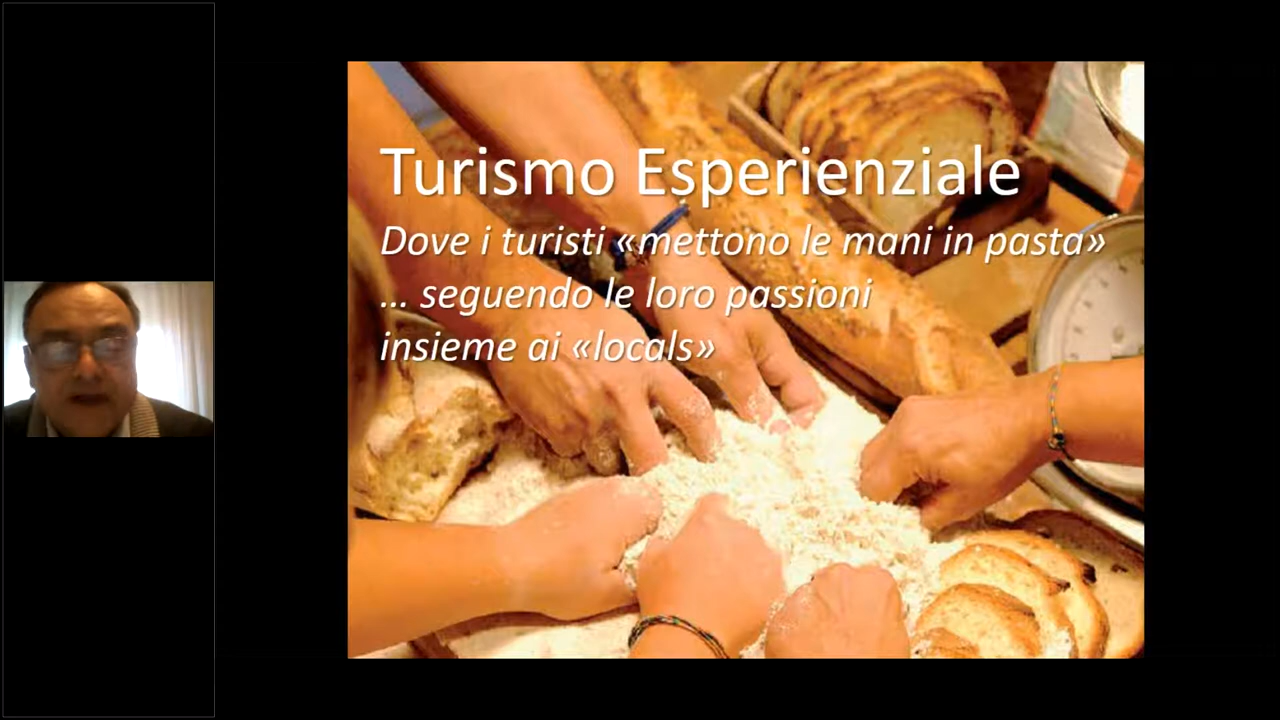 Turismo Esperienziale
Dove i turisti «mettono le mani in pasta»
... seguendo le loro passioni
insieme ai «locals»